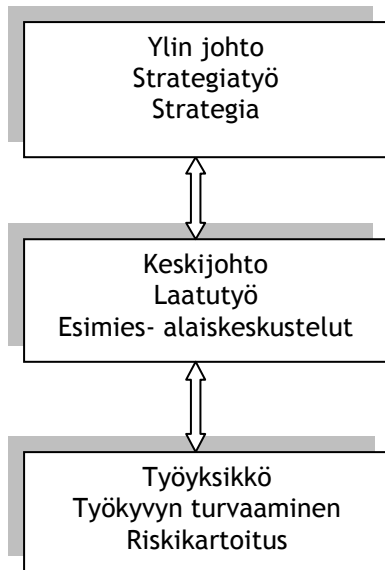 Ylin johto
Strategiatyö
Strategia
Keskijohto
Laatutyö
Esimies- alaiskeskustelut
Työyksikkö
Työkyvyn turvaaminen
Riskikartoitus